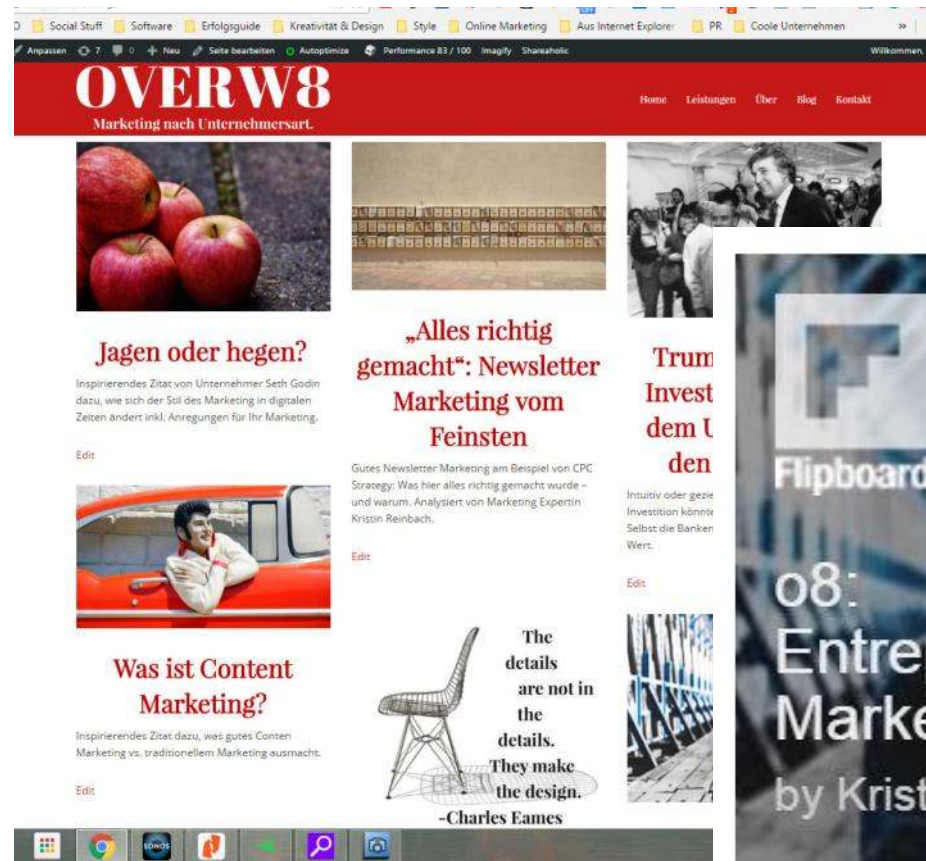 Social Stuff Software Erfolgsguide Kreativität & Design Style Online Marketing Aus Internet Explorer PR Coole Unternehmen »
Anpassen 7 0 + Neu Seite bearbeiten Autoptimize Performance 83 / 100 Imagify Shareaholic Willkommen,
OVERW8
Marketing nach Unternehmersart.
Home Leistungen Über Blog Kontakt
Jagen oder hegen?
Inspirierendes Zitat von Unternehmer Seth Godin
dazu, wie sich der Stil des Marketing in digitalen
Zeiten ändert inkl. Anregungen für Ihr Marketing.
Edit
„Alles richtig
gemacht“: Newsletter
Marketing vom
Feinsten
Gutes Newsletter Marketing am Beispiel von CPC
Strategy: Was hier alles richtig gemacht wurde –
und warum. Analysiert von Marketing Expertin
Kristin Reinbach.
Edit
Trum
Invest
dem U
den
Intuitiv oder gezie
Investition könnte
Selbst die Banken
Wert.
Edit
Was ist Content
Marketing?
Inspirierendes Zitat dazu, was gutes Conten
Marketing vs. traditionellem Marketing ausmacht.
Edit
The
details
are not in
the
details.
They make
the design.
-Charles Eames
Flipboard
o8:
Entre
Marke
by Krist
SONOS